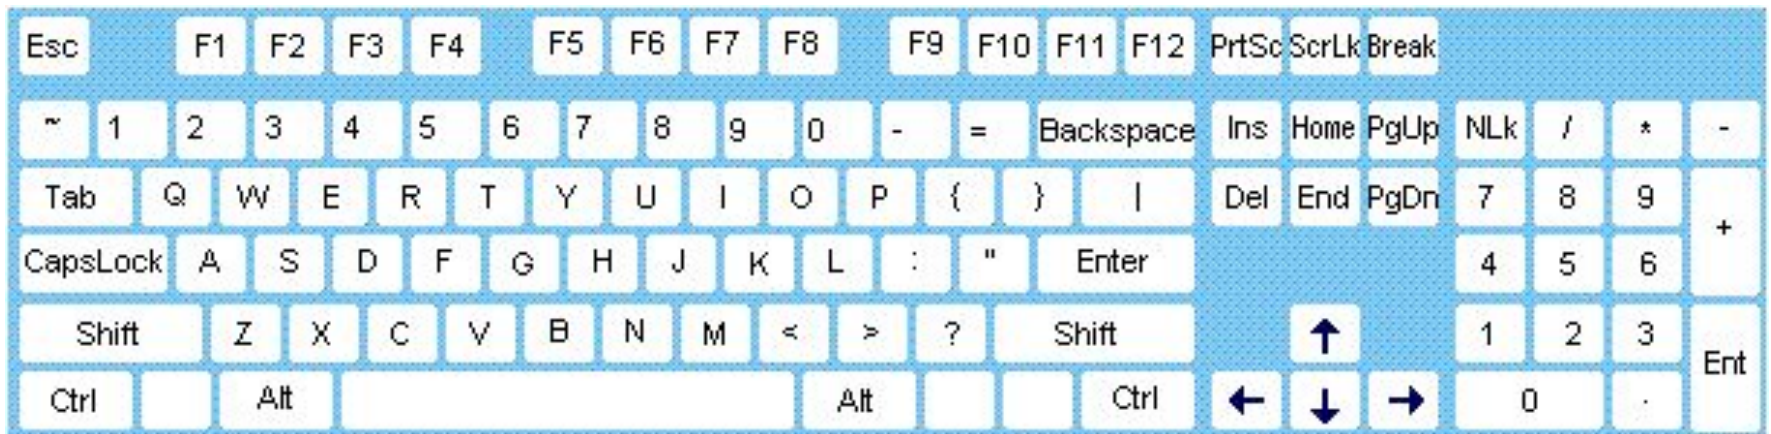 Esc F1 F2 F3 F4 F5 F6 F7 F8 F9 F10 F11 F12 PrtSc ScrLk Break
~ 1 2 3 4 5 6 7 8 9 0 - = Backspace Ins Home PgUp NLk / * -
Tab Q W E R T Y U I O P { } | Del End PgDn 7 8 9 +
CapsLock A S D F G H J K L : " Enter 4 5 6
Shift Z X C V B N M < > ? Shift ↑ 1 2 3 Ent
Ctrl Alt Alt Ctrl ← ↓ → 0 .